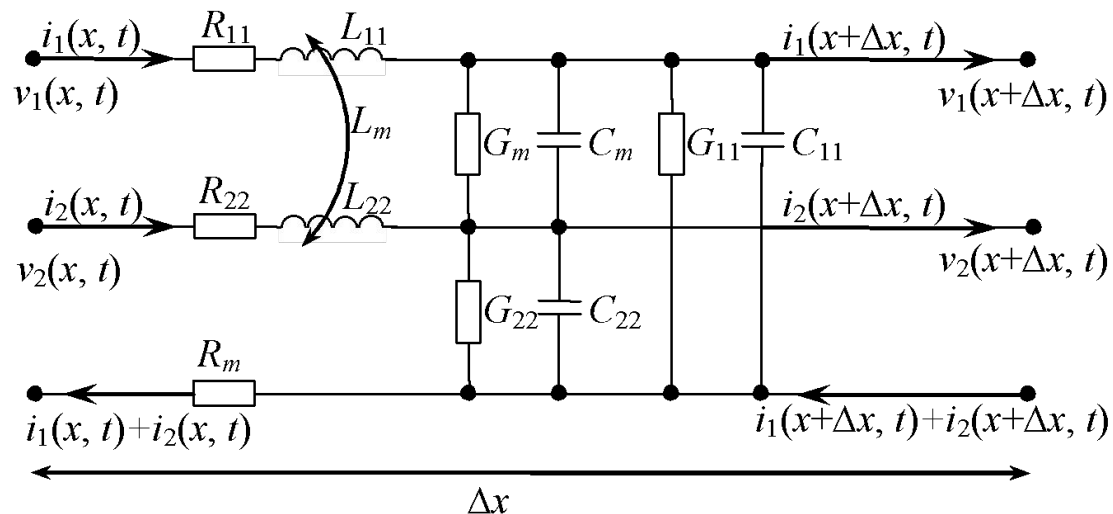 R11 L11
i1(x, t) i1(x+Δx, t)
v1(x, t) v1(x+Δx, t)
Lm Gm Cm G11 C11
R22 L22
i2(x, t) i2(x+Δx, t)
v2(x, t) v2(x+Δx, t)
G22 C22
Rm
i1(x, t)+i2(x, t) i1(x+Δx, t)+i2(x+Δx, t)
Δx